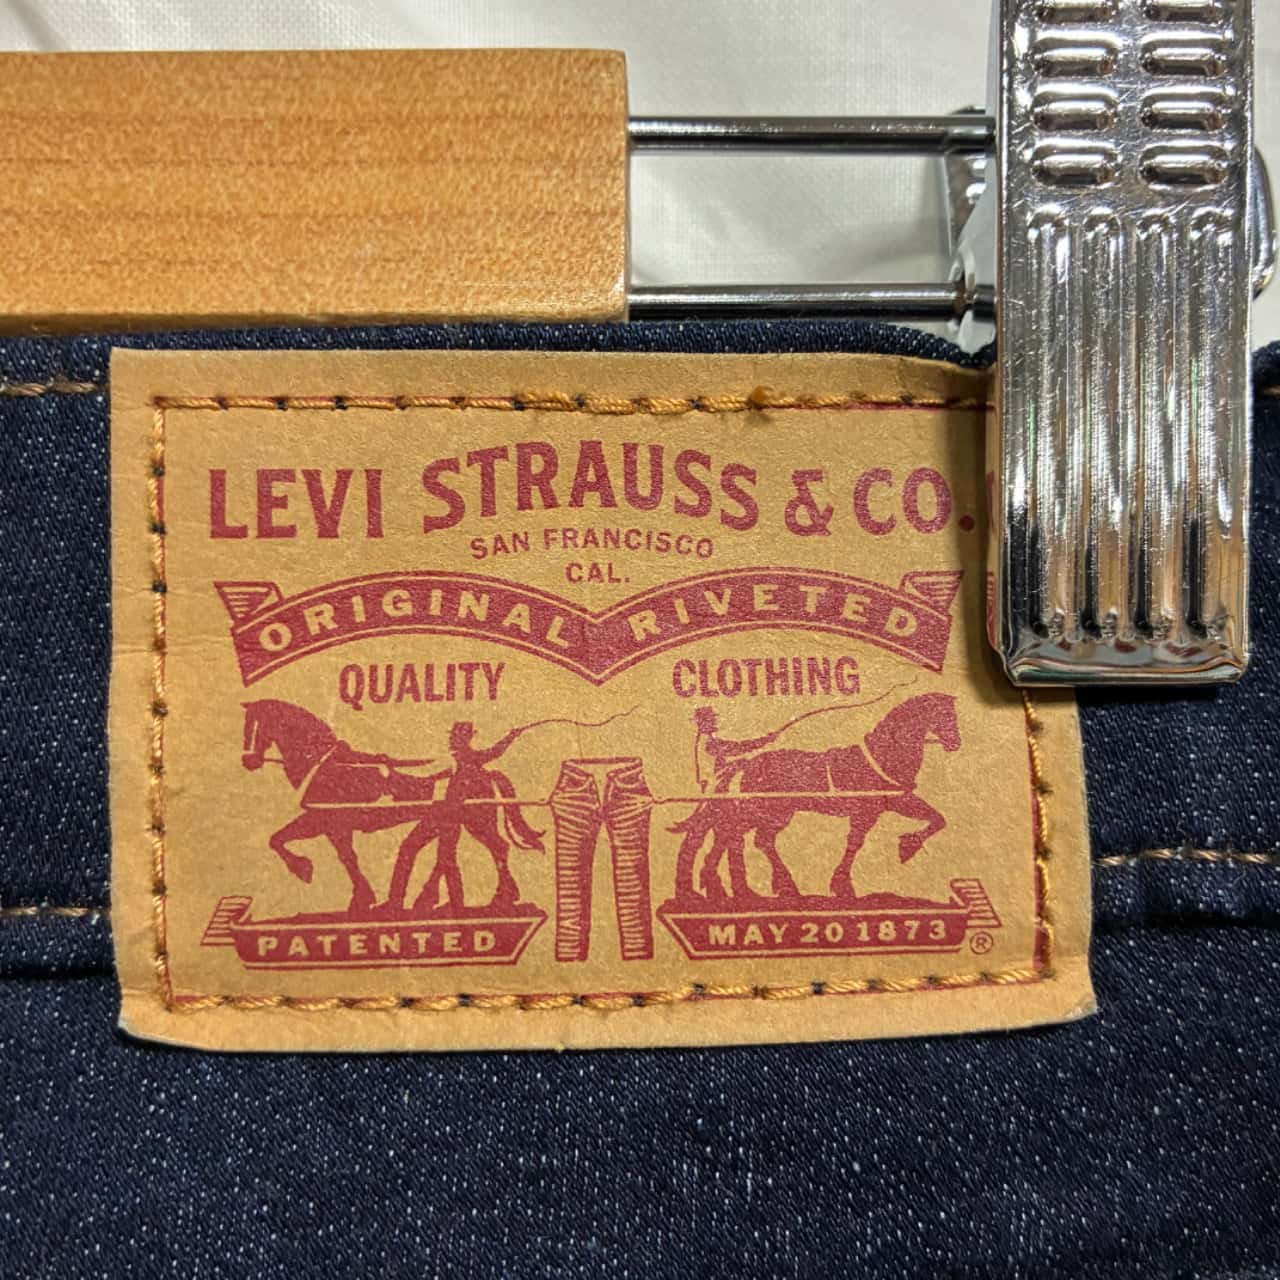 LEVI STRAUSS & CO.
SAN FRANCISCO
CAL.
ORIGINAL RIVETED
QUALITY CLOTHING
PATENTED MAY 20 1873 ®